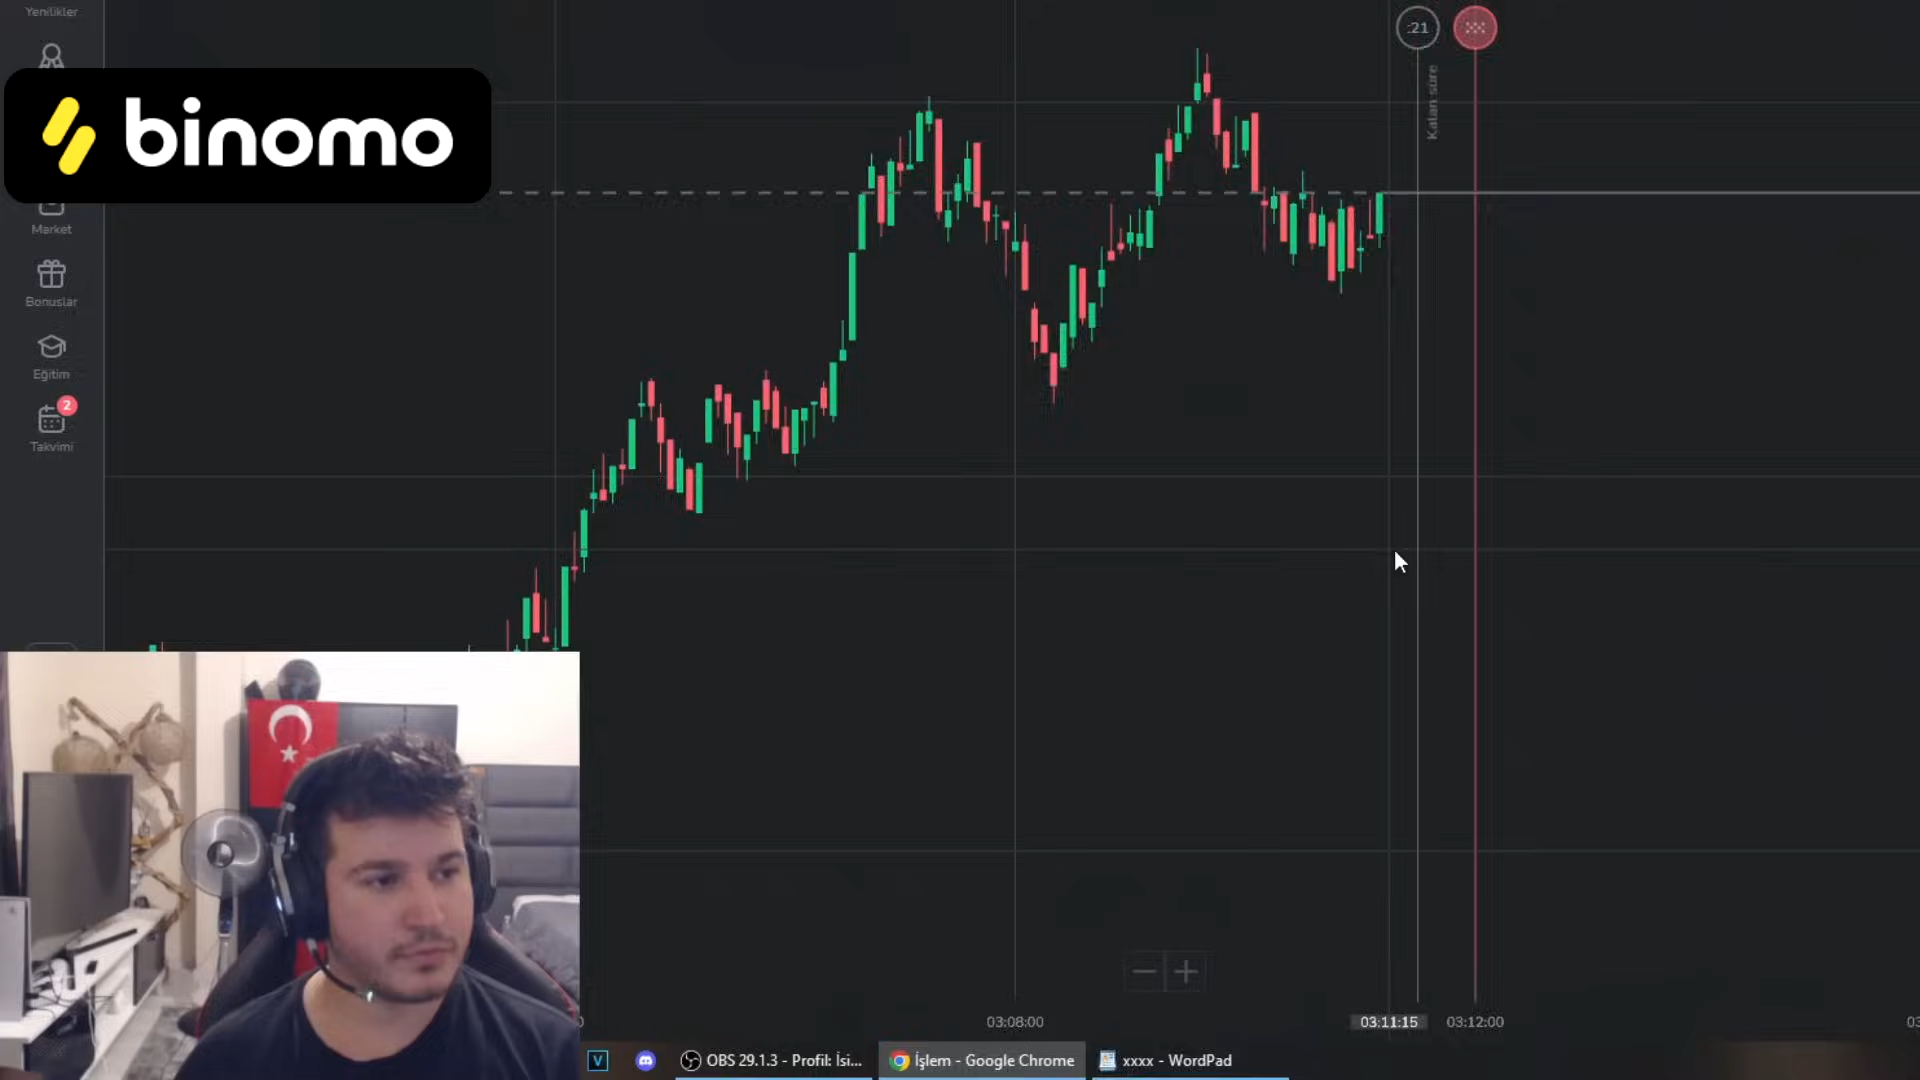 Yenilikler
binomo
Market
Bonuslar
Eğitim
2
Takvimi
:21
Kalan süre
03:08:00
03:11:15
03:12:00
V
OBS 29.1.3 - Profil: İsi...
İşlem - Google Chrome
xxxx - WordPad